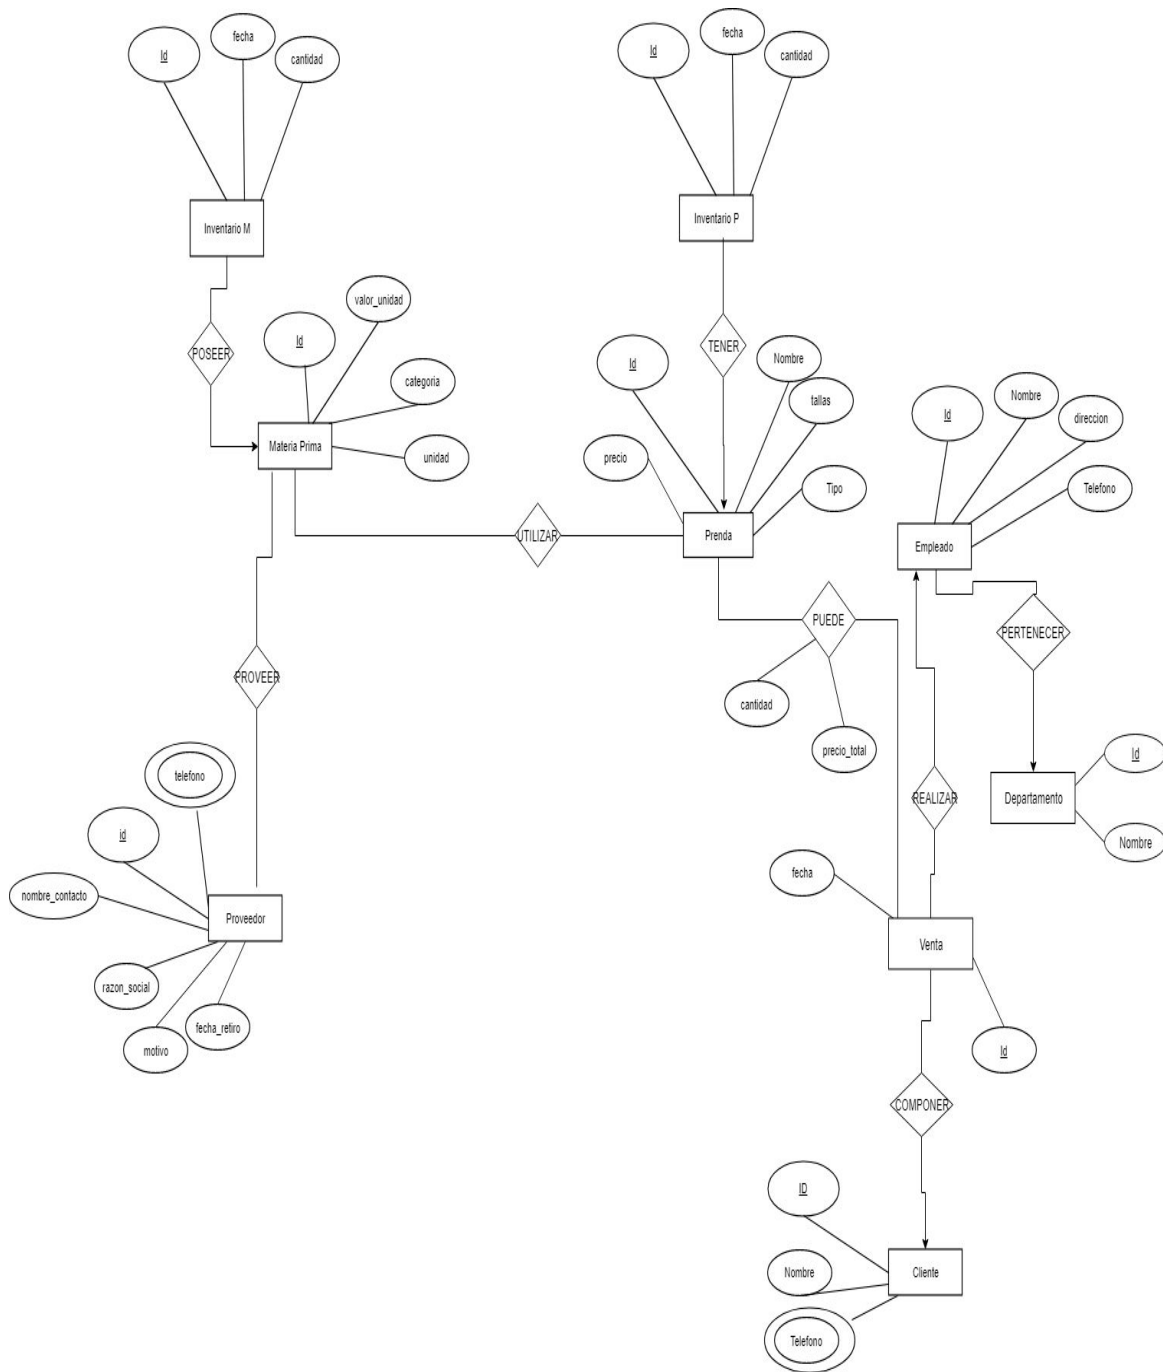 Id
fecha
cantidad
Inventario M
Id
fecha
cantidad
Inventario P
POSEER
Id
valor_unidad
categoria
unidad
Materia Prima
TENER
Id
Nombre
tallas
Tipo
precio
Prenda
UTILIZAR
Id
Nombre
direccion
Telefono
Empleado
PUEDE
cantidad
precio_total
PERTENECER
Departamento
Id
Nombre
PROVEER
telefono
id
nombre_contacto
razon_social
motivo
fecha_retiro
Proveedor
REALIZAR
fecha
Venta
Id
COMPONER
ID
Nombre
Telefono
Cliente